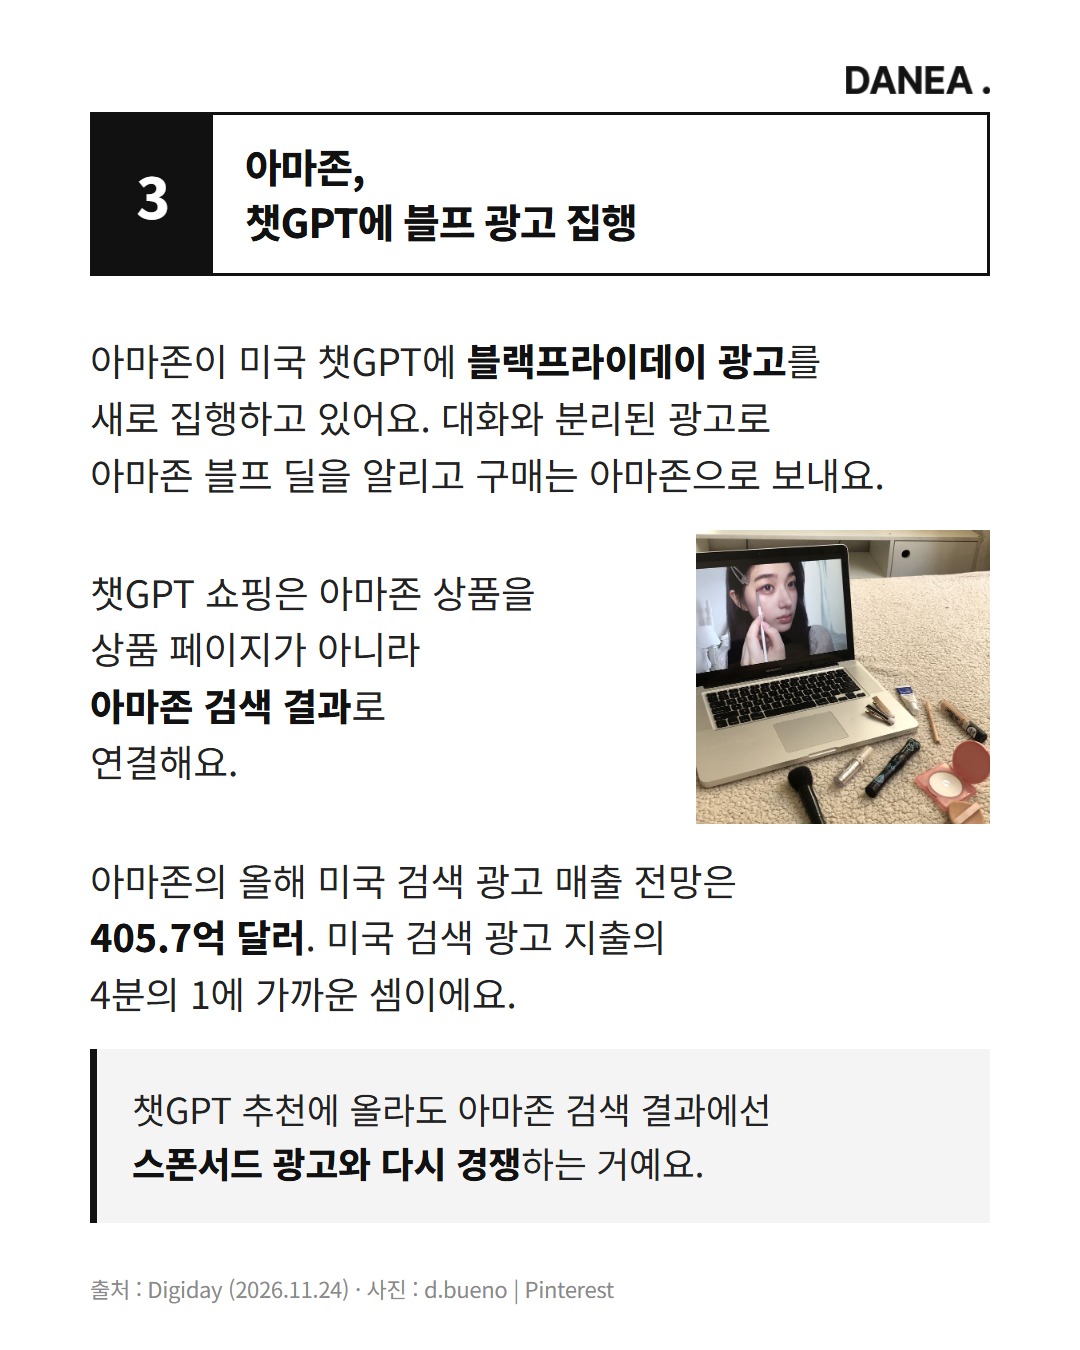 DANEA .
3
아마존,
챗GPT에 블프 광고 집행
아마존이 미국 챗GPT에 블랙프라이데이 광고를
새로 집행하고 있어요. 대화와 분리된 광고로
아마존 블프 딜을 알리고 구매는 아마존으로 보내요.
챗GPT 쇼핑은 아마존 상품을
상품 페이지가 아니라
아마존 검색 결과로
연결해요.
아마존의 올해 미국 검색 광고 매출 전망은
405.7억 달러. 미국 검색 광고 지출의
4분의 1에 가까운 셈이에요.
챗GPT 추천에 올라도 아마존 검색 결과에선
스폰서드 광고와 다시 경쟁하는 거예요.
출처 : Digiday (2026.11.24) · 사진 : d.bueno | Pinterest